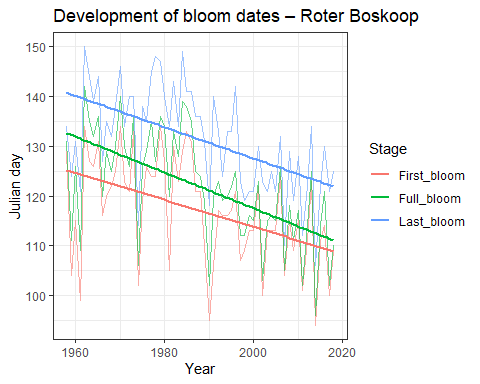 Development of bloom dates – Roter Boskoop
150
140
130
120
110
100
Julian day
1960
1980
2000
2020
Year
Stage
First_bloom
Full_bloom
Last_bloom